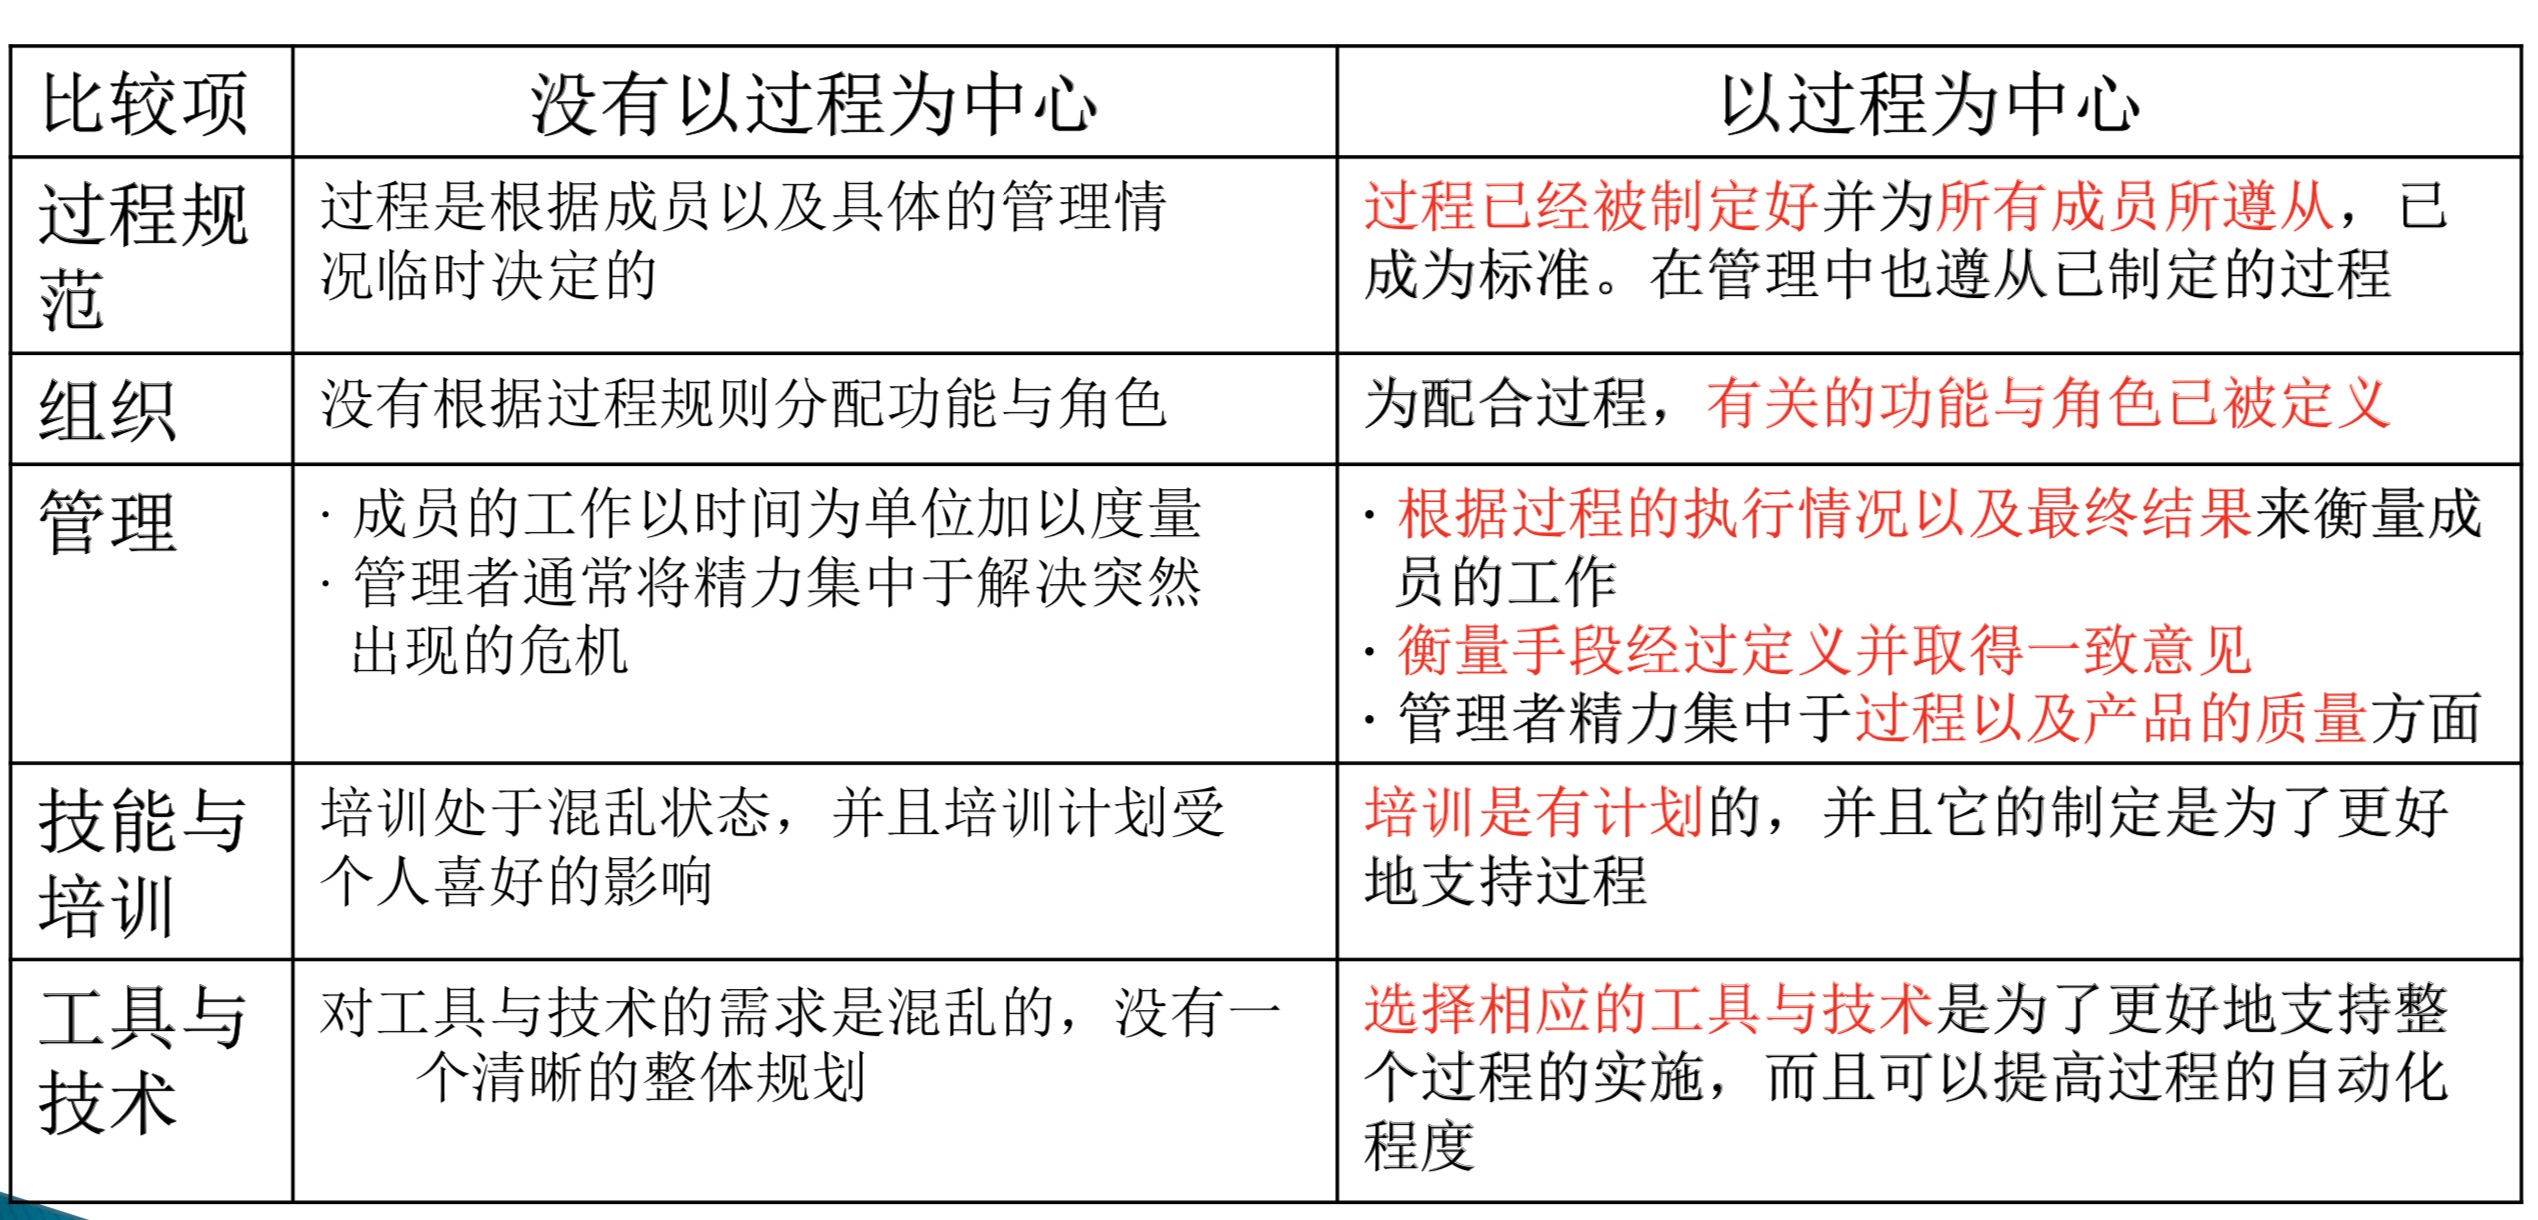 比较项
没有以过程为中心
以过程为中心
过程规
范
过程是根据成员以及具体的管理情
况临时决定的
过程已经被制定好并为所有成员所遵从，已
成为标准。在管理中也遵从已制定的过程
组织
没有根据过程规则分配功能与角色
为配合过程，有关的功能与角色已被定义
管理
· 成员的工作以时间为单位加以度量
· 管理者通常将精力集中于解决突然
出现的危机
· 根据过程的执行情况以及最终结果来衡量成
员的工作
· 衡量手段经过定义并取得一致意见
· 管理者精力集中于过程以及产品的质量方面
技能与
培训
培训处于混乱状态，并且培训计划受
个人喜好的影响
培训是有计划的，并且它的制定是为了更好
地支持过程
工具与
技术
对工具与技术的需求是混乱的，没有一
个清晰的整体规划
选择相应的工具与技术是为了更好地支持整
个过程的实施，而且可以提高过程的自动化
程度